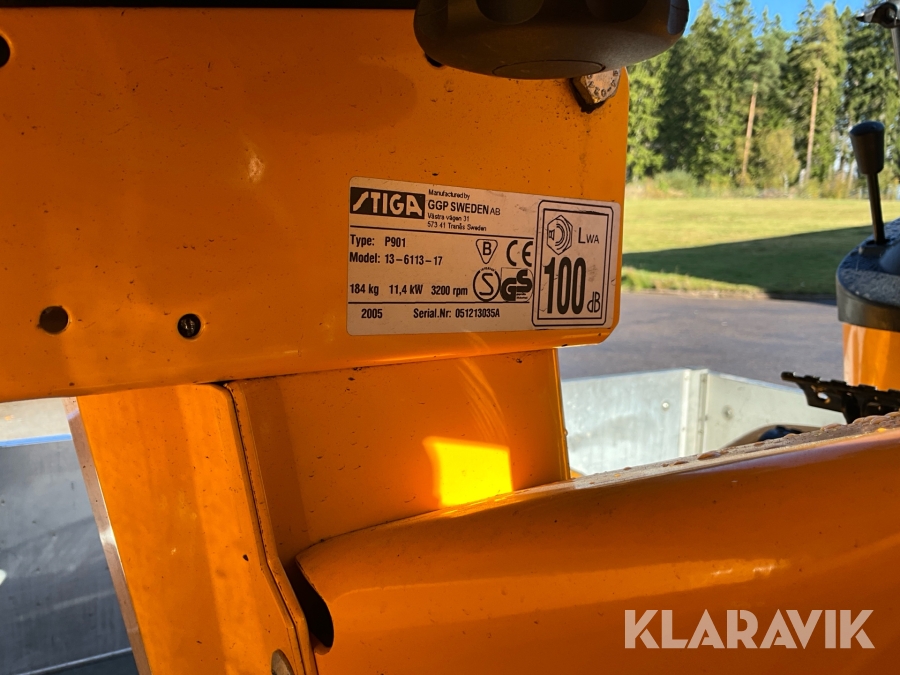 STIGA
Manufactured by
GGP SWEDEN AB
Västra vägen 31
573 41 Tranås Sweden
Type: P901
Model: 13-6113-17
B
CE
184 kg 11,4 kW 3200 rpm
S
GS
2005 Serial.Nr: 051213035A
LWA
100 dB
KLARAVIK